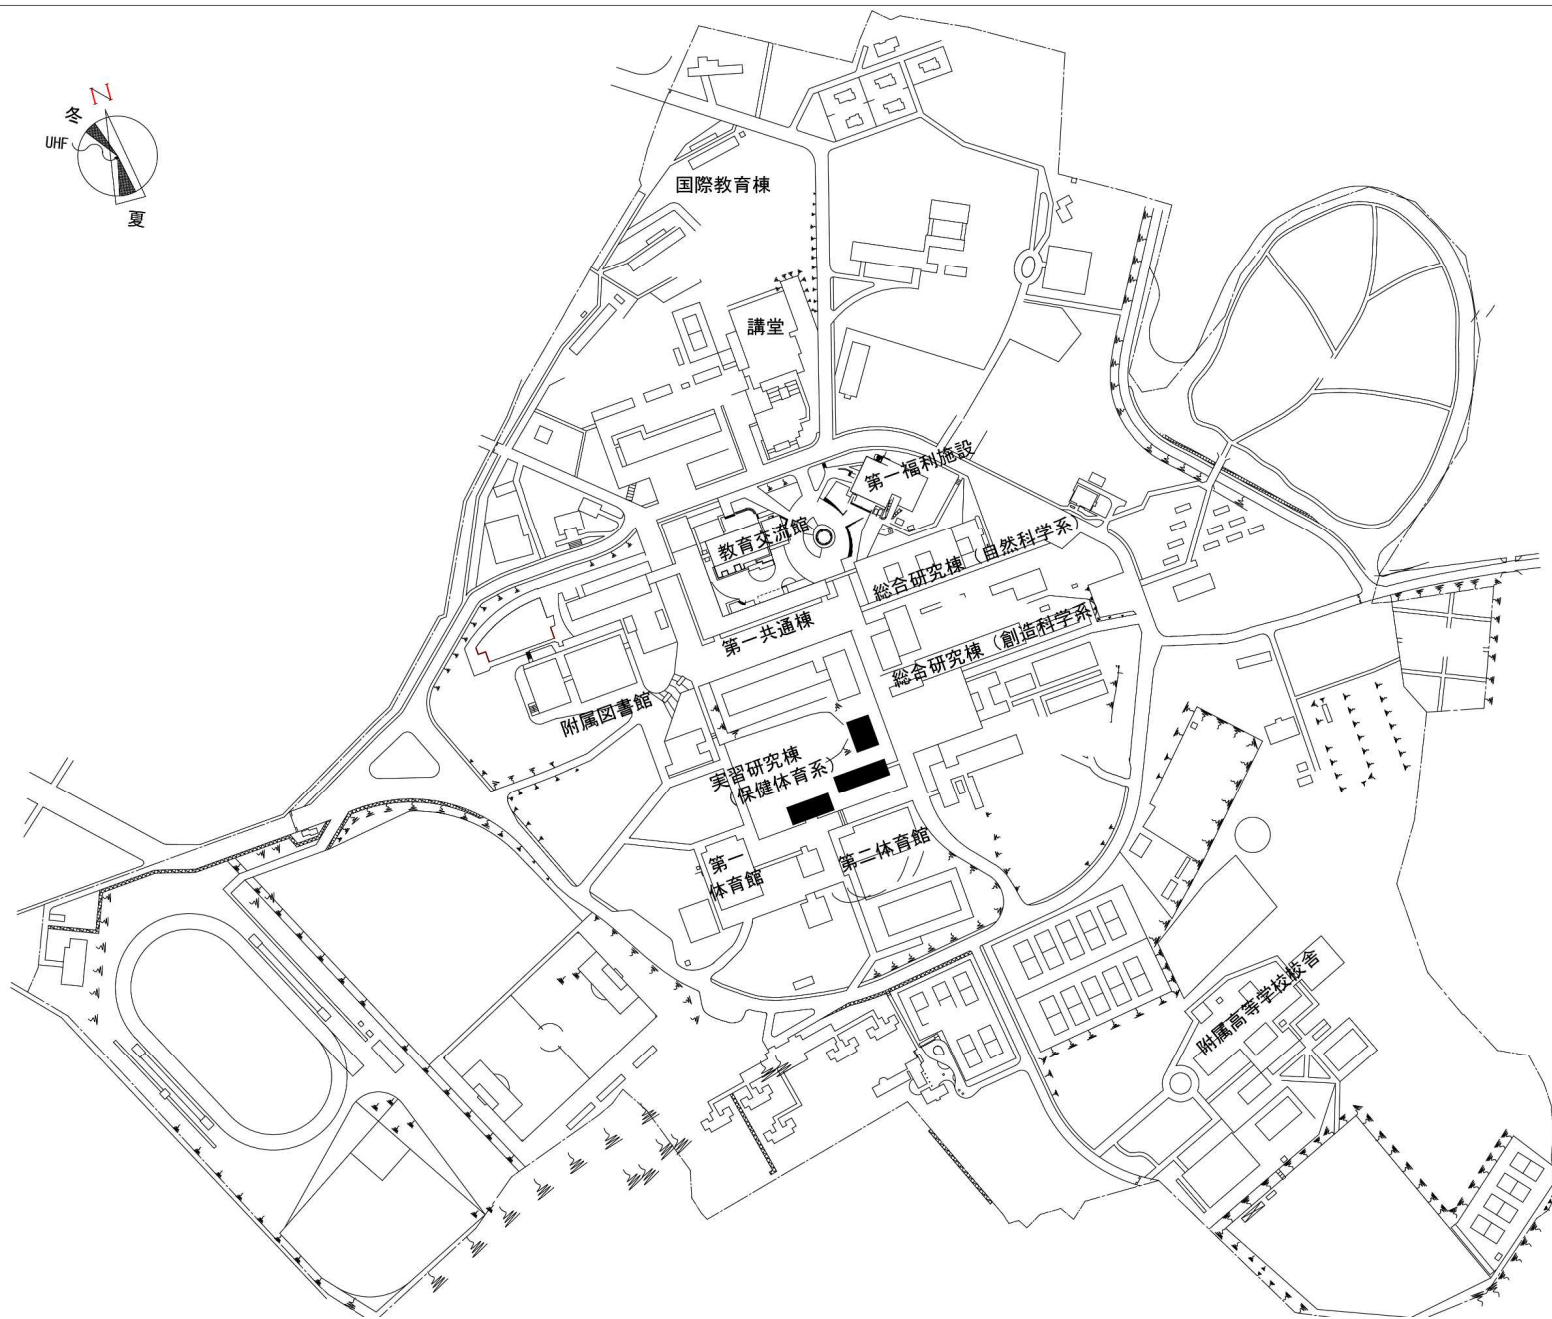 N
冬
UHF
夏
国際教育棟
講堂
第一福利施設
教育交流館
総合研究棟（自然科学系）
第一共通棟
総合研究棟（創造科学系）
附属図書館
実習研究棟
（保健体育系）
第一
体育館
第二体育館
附属高等学校校舎